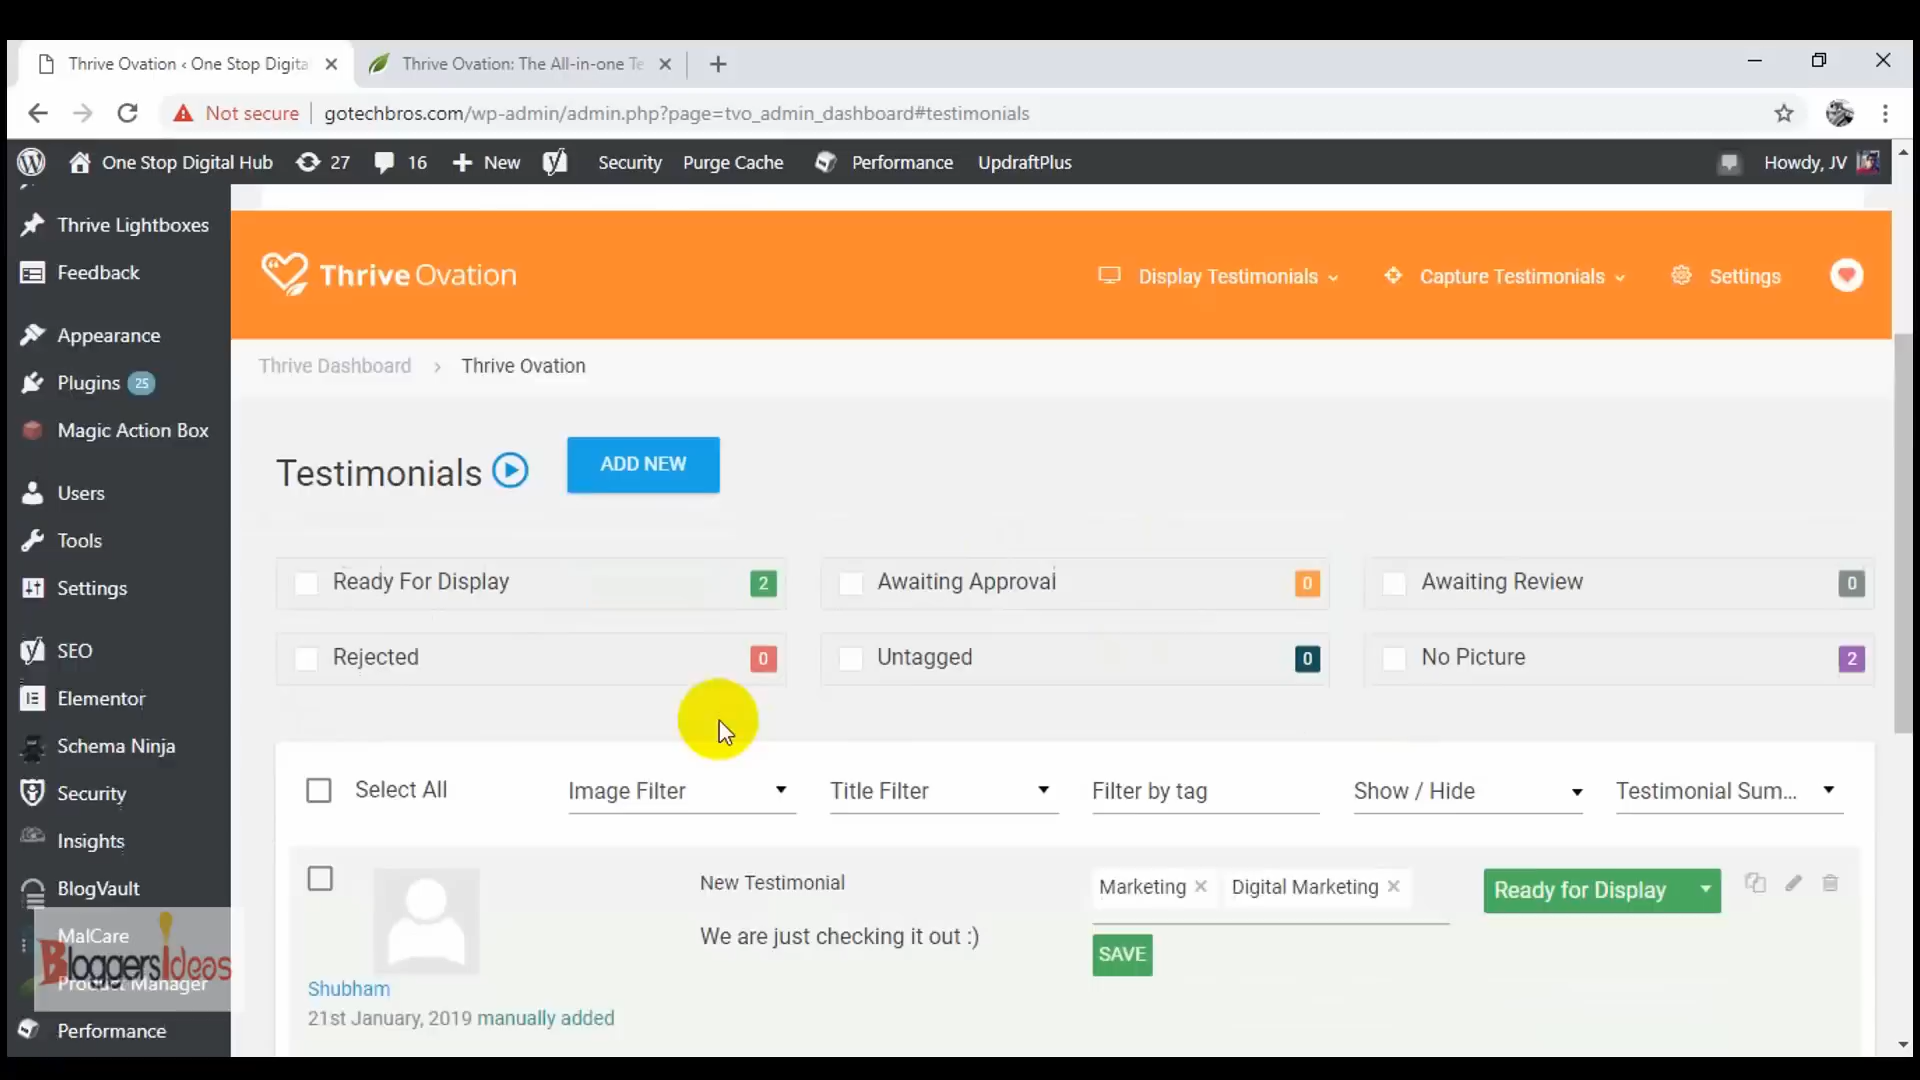 Thrive Ovation ‹ One Stop Digita
Thrive Ovation: The All-in-one Te
Not secure gotechbros.com/wp-admin/admin.php?page=tvo_admin_dashboard#testimonials
One Stop Digital Hub 27 16 New Security Purge Cache Performance UpdraftPlus Howdy, JV
Thrive Lightboxes
Feedback
Appearance
Plugins 25
Magic Action Box
Users
Tools
Settings
SEO
Elementor
Schema Ninja
Security
Insights
BlogVault
MalCare
Product Manager
Performance
BloggersIdeas
Thrive Ovation
Display Testimonials
Capture Testimonials
Settings
Thrive Dashboard › Thrive Ovation
Testimonials
ADD NEW
Ready For Display 2
Awaiting Approval 0
Awaiting Review 0
Rejected 0
Untagged 0
No Picture 2
Select All
Image Filter
Title Filter
Filter by tag
Show / Hide
Testimonial Sum...
New Testimonial
We are just checking it out :)
Marketing × Digital Marketing ×
SAVE
Ready for Display
Shubham
21st January, 2019 manually added